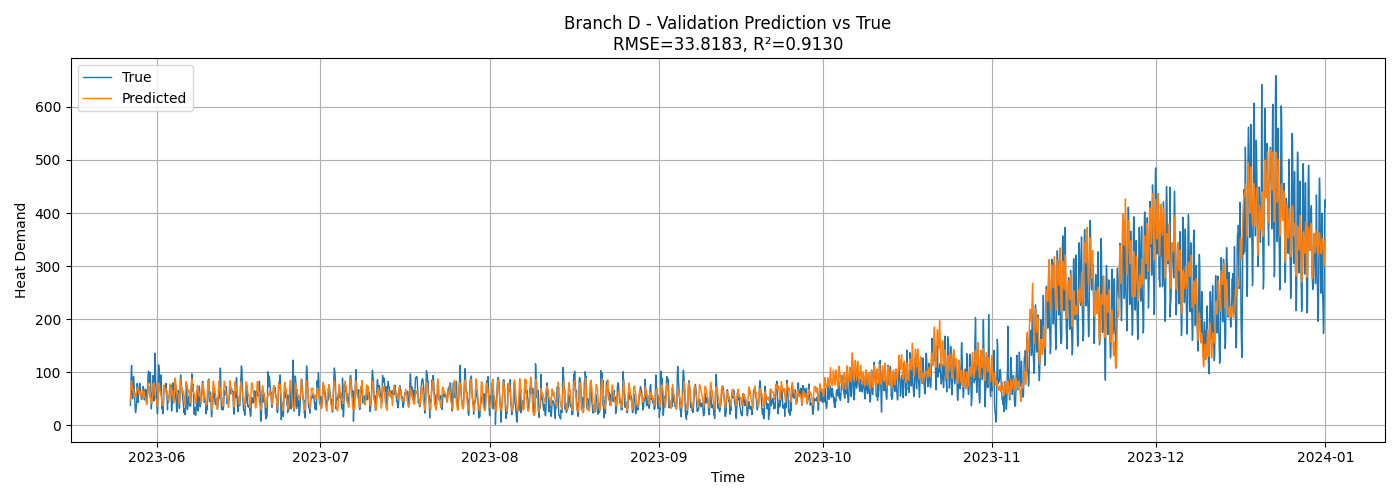 Branch D - Validation Prediction vs True
RMSE=33.8183, R²=0.9130
True
Predicted
Heat Demand
600
500
400
300
200
100
0
2023-06 2023-07 2023-08 2023-09 2023-10 2023-11 2023-12 2024-01
Time